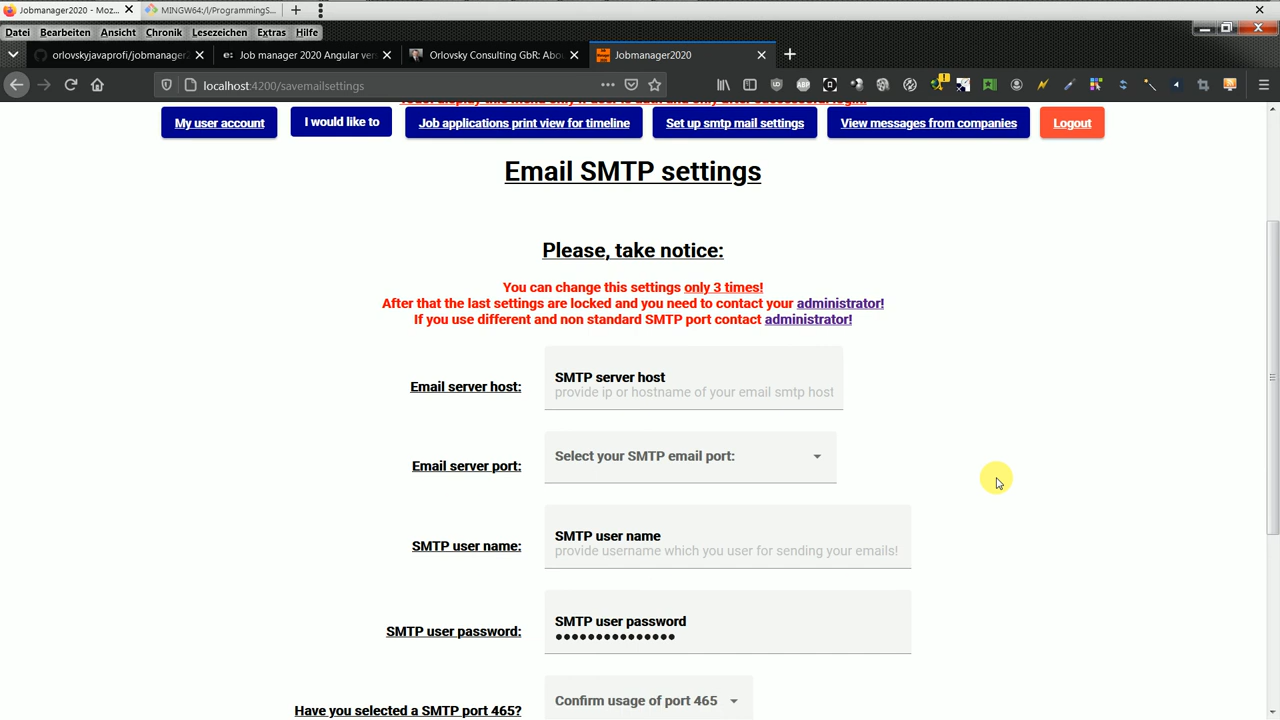 Jobmanager2020 - Moz...
MINGW64:/l/ProgrammingS...
Datei Bearbeiten Ansicht Chronik Lesezeichen Extras Hilfe
orlovskyjavaprofi/jobmanager2
Job manager 2020 Angular ver
Orlovsky Consulting GbR: Abo
Jobmanager2020
localhost:4200/savemailsettings
My user account
I would like to
Job applications print view for timeline
Set up smtp mail settings
View messages from companies
Logout
Email SMTP settings
Please, take notice:
You can change this settings only 3 times!
After that the last settings are locked and you need to contact your administrator!
If you use different and non standard SMTP port contact administrator!
Email server host:
SMTP server host
provide ip or hostname of your email smtp host
Email server port:
Select your SMTP email port:
SMTP user name:
SMTP user name
provide username which you user for sending your emails!
SMTP user password:
SMTP user password
Have you selected a SMTP port 465?
Confirm usage of port 465